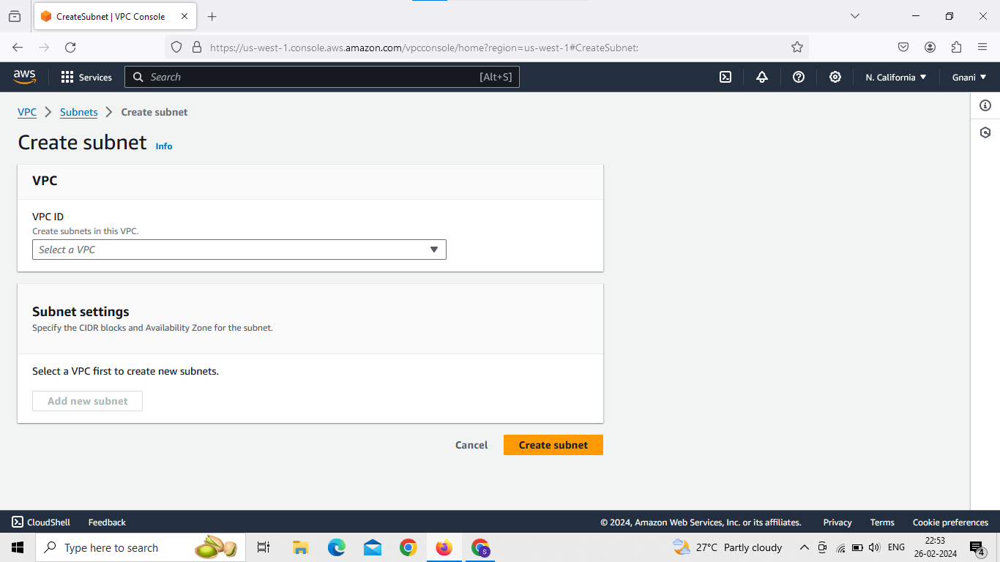 CreateSubnet | VPC Console
https://us-west-1.console.aws.amazon.com/vpcconsole/home?region=us-west-1#CreateSubnet:
aws
Services
Search
[Alt+S]
N. California
Gnani
VPC
Subnets
Create subnet
Create subnet
Info
VPC
VPC ID
Create subnets in this VPC.
Select a VPC
Subnet settings
Specify the CIDR blocks and Availability Zone for the subnet.
Select a VPC first to create new subnets.
Add new subnet
Cancel
Create subnet
CloudShell
Feedback
© 2024, Amazon Web Services, Inc. or its affiliates.
Privacy
Terms
Cookie preferences
Type here to search
S
27°C Partly cloudy
ENG
22:53
26-02-2024
4